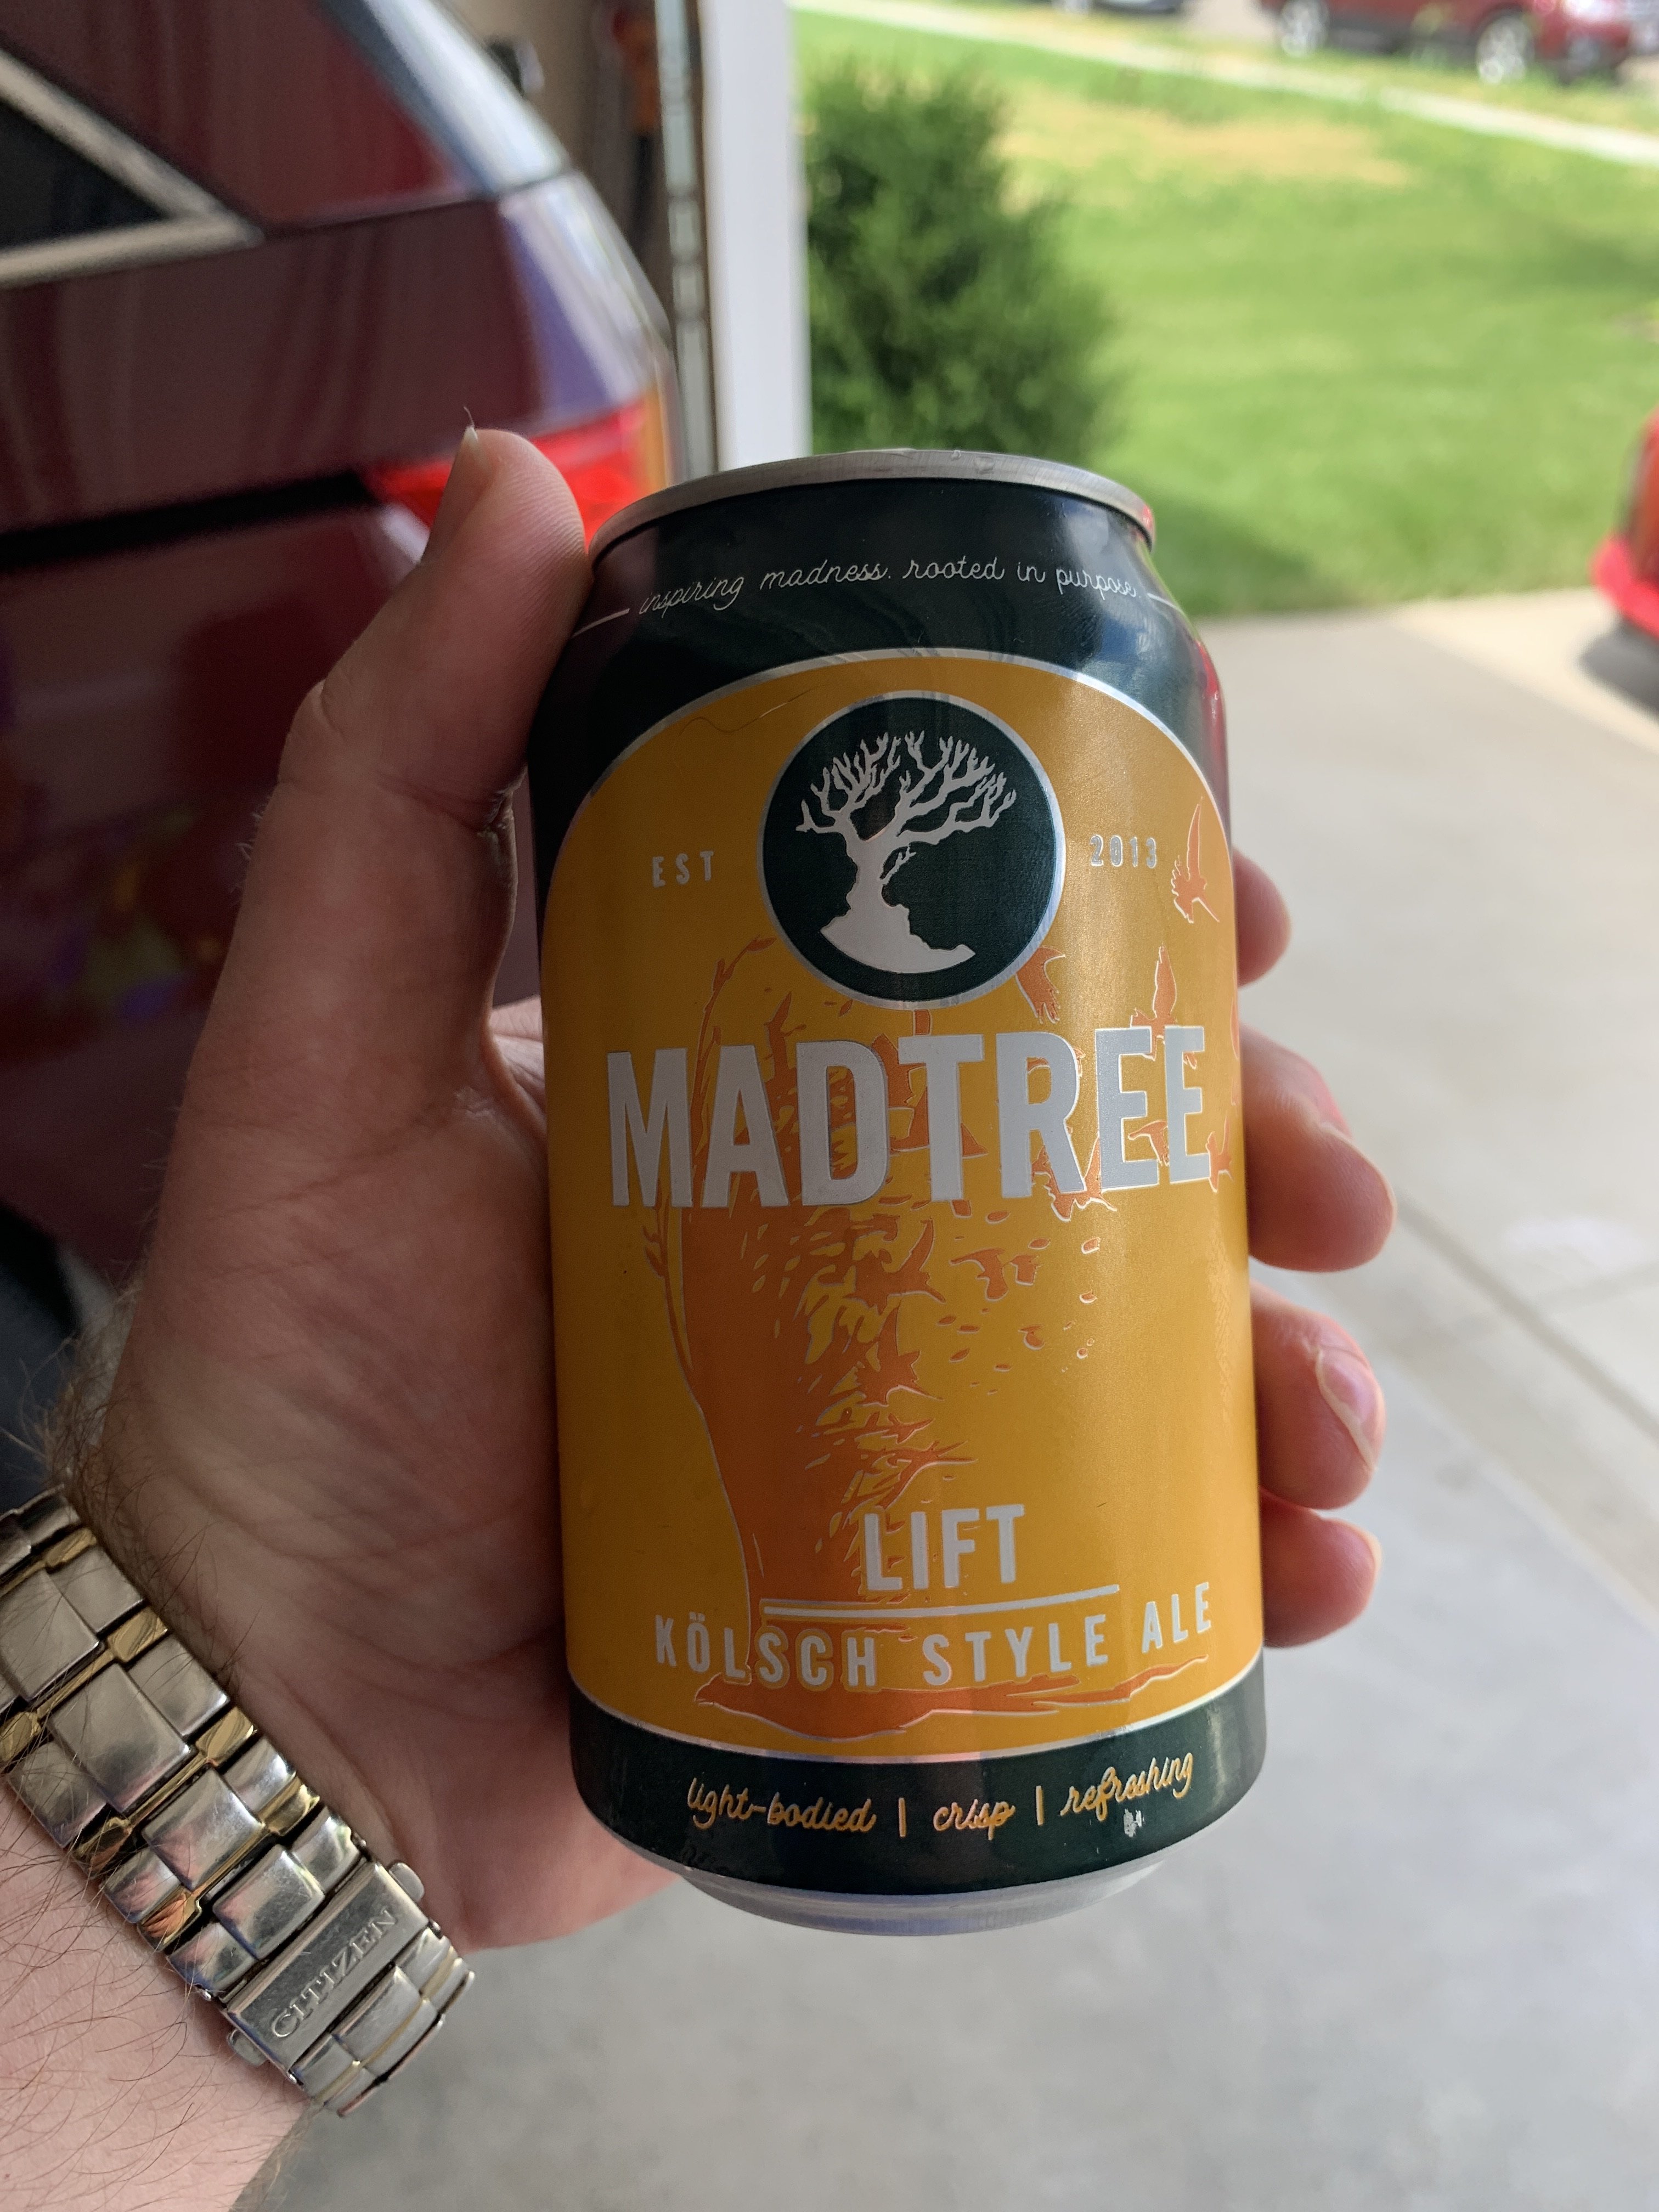 inspiring madness. rooted in purpose
EST 2013
MADTREE
LIFT
KÖLSCH STYLE ALE
light-bodied | crisp | refreshing
CITIZEN